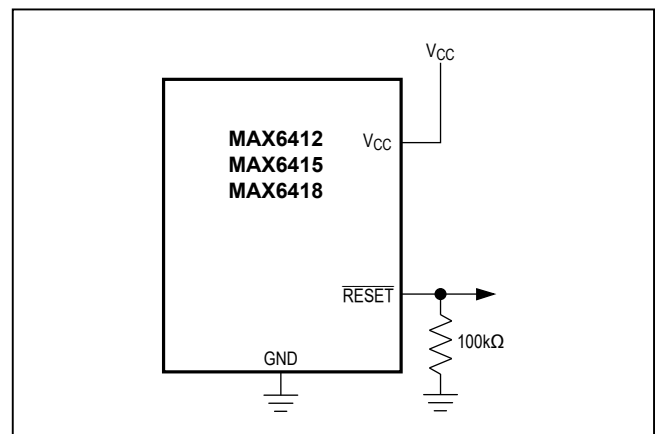 VCC
MAX6412
MAX6415
MAX6418
VCC
RESET
100kΩ
GND